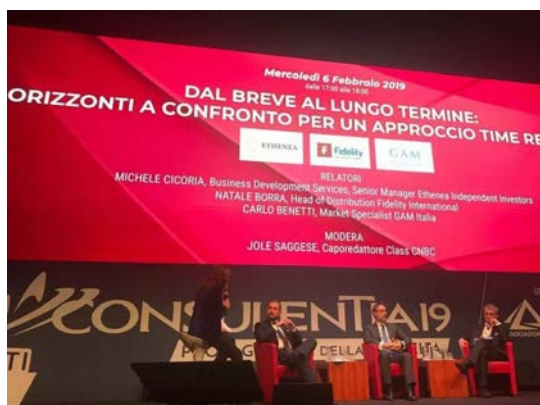 Mercoledì 6 Febbraio 2019
dalle 17:00 alle 18:00
DAL BREVE AL LUNGO TERMINE:
ORIZZONTI A CONFRONTO PER UN APPROCCIO TIME RE
ETHENEA
F Fidelity
GAM
RELATORI
MICHELE CICORIA, Business Development Services, Senior Manager Ethenea Independent Investors
NATALE BORRA, Head of Distribution Fidelity International
CARLO BENETTI, Market Specialist GAM Italia
MODERA
JOLE SAGGESE, Caporedattore Class CNBC
CONSULENTIA19
DELLA
TI